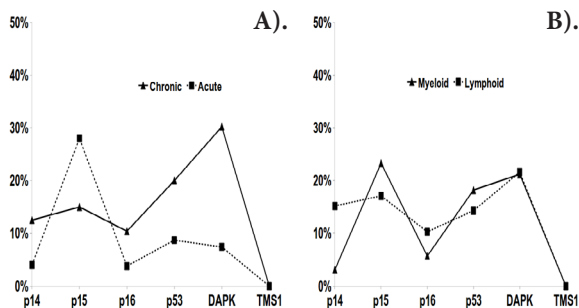 A).
50%
40%
30%
20%
10%
0%
Chronic Acute
p14 p15 p16 p53 DAPK TMS1
B).
50%
40%
30%
20%
10%
0%
Myeloid Lymphoid
p14 p15 p16 p53 DAPK TMS1